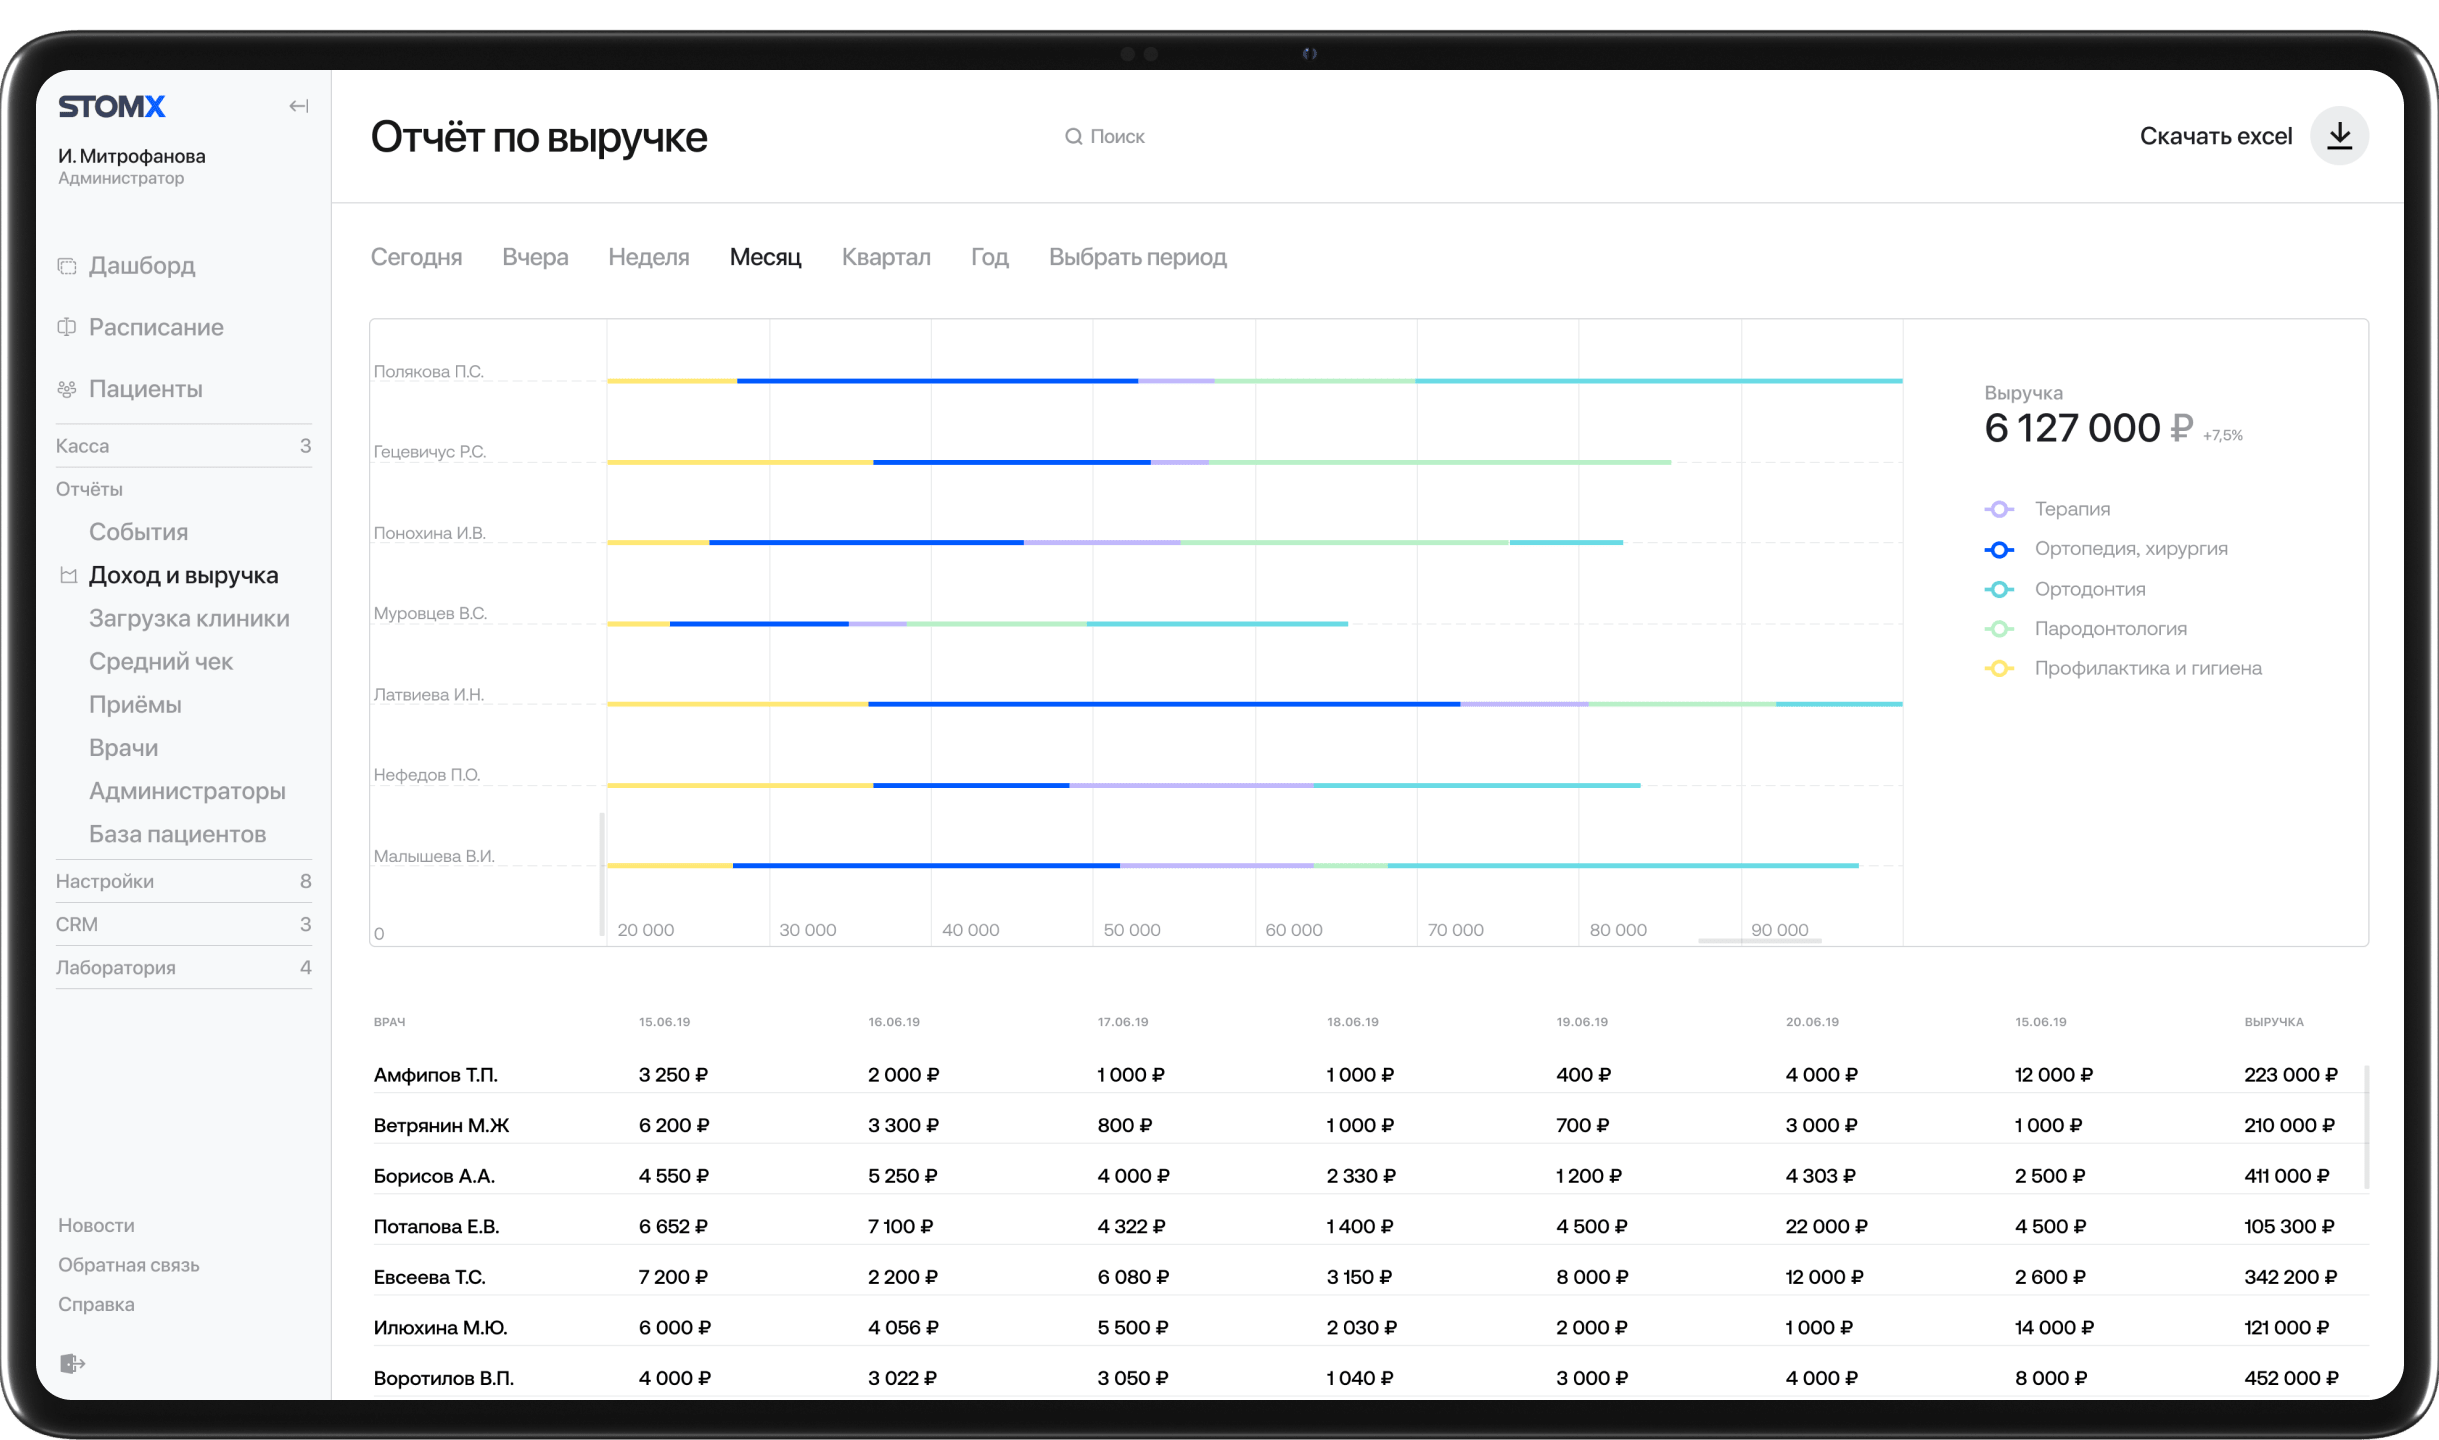 STOMX
И. Митрофанова
Администратор
Дашборд
Расписание
Пациенты
Касса 3
Отчёты
События
Доход и выручка
Загрузка клиники
Средний чек
Приёмы
Врачи
Администраторы
База пациентов
Настройки 8
CRM 3
Лаборатория 4
Новости
Обратная связь
Справка
Отчёт по выручке
Поиск
Скачать excel
Сегодня Вчера Неделя Месяц Квартал Год Выбрать период
Полякова П.С.
Гецевичус Р.С.
Понохина И.В.
Муровцев В.С.
Латвиева И.Н.
Нефедов П.О.
Малышева В.И.
0 20 000 30 000 40 000 50 000 60 000 70 000 80 000 90 000
Выручка
6 127 000 ₽ +7,5%
Терапия
Ортопедия, хирургия
Ортодонтия
Пародонтология
Профилактика и гигиена
ВРАЧ 15.06.19 16.06.19 17.06.19 18.06.19 19.06.19 20.06.19 15.06.19 ВЫРУЧКА
Амфипов Т.П. 3 250 ₽ 2 000 ₽ 1 000 ₽ 1 000 ₽ 400 ₽ 4 000 ₽ 12 000 ₽ 223 000 ₽
Ветрянин М.Ж 6 200 ₽ 3 300 ₽ 800 ₽ 1 000 ₽ 700 ₽ 3 000 ₽ 1 000 ₽ 210 000 ₽
Борисов А.А. 4 550 ₽ 5 250 ₽ 4 000 ₽ 2 330 ₽ 1 200 ₽ 4 303 ₽ 2 500 ₽ 411 000 ₽
Потапова Е.В. 6 652 ₽ 7 100 ₽ 4 322 ₽ 1 400 ₽ 4 500 ₽ 22 000 ₽ 4 500 ₽ 105 300 ₽
Евсеева Т.С. 7 200 ₽ 2 200 ₽ 6 080 ₽ 3 150 ₽ 8 000 ₽ 12 000 ₽ 2 600 ₽ 342 200 ₽
Илюхина М.Ю. 6 000 ₽ 4 056 ₽ 5 500 ₽ 2 030 ₽ 2 000 ₽ 1 000 ₽ 14 000 ₽ 121 000 ₽
Воротилов В.П. 4 000 ₽ 3 022 ₽ 3 050 ₽ 1 040 ₽ 3 000 ₽ 4 000 ₽ 8 000 ₽ 452 000 ₽